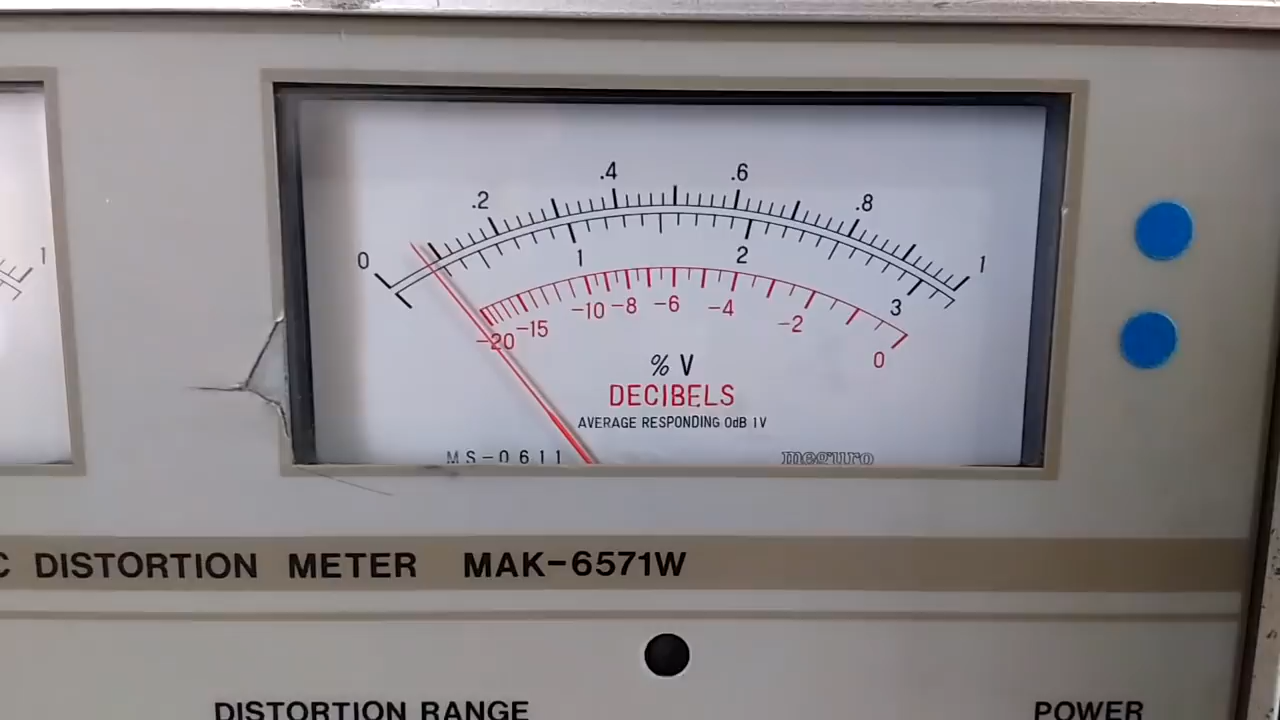 .4 .6
.2 .8
0 1
1 2
1
-20 -15 -10 -8 -6 -4 -2 0
3
% V
DECIBELS
AVERAGE RESPONDING 0dB 1V
MS-0611 meguro
C DISTORTION METER MAK-6571W
DISTORTION RANGE POWER